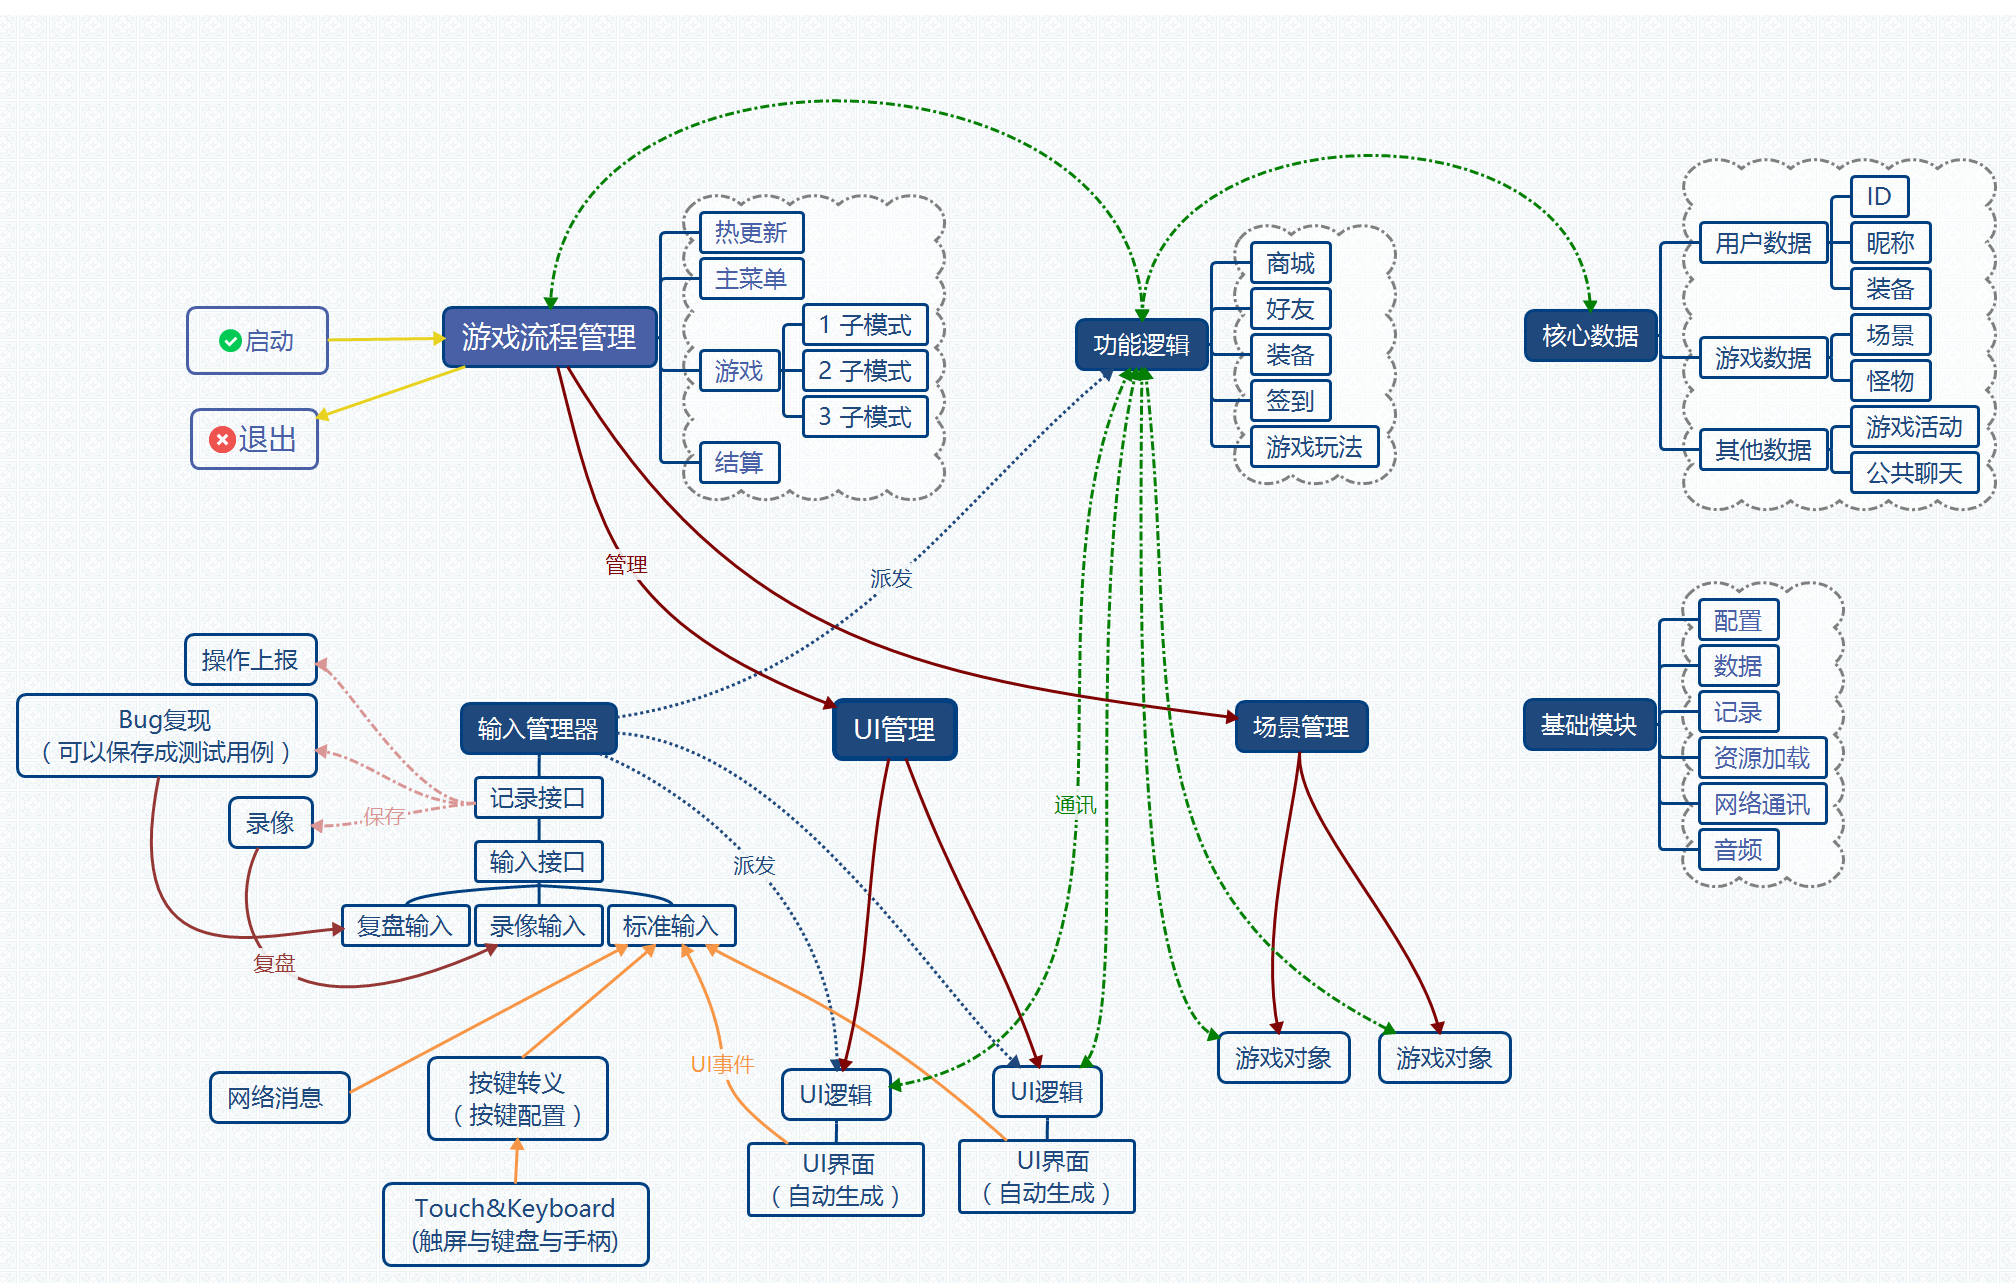 启动
退出
游戏流程管理
热更新
主菜单
游戏
1 子模式
2 子模式
3 子模式
结算
功能逻辑
商城
好友
装备
签到
游戏玩法
核心数据
用户数据
ID
昵称
装备
游戏数据
场景
怪物
其他数据
游戏活动
公共聊天
管理
派发
操作上报
Bug复现
（可以保存成测试用例）
录像
保存
复盘
输入管理器
记录接口
输入接口
复盘输入
录像输入
标准输入
派发
UI管理
场景管理
通讯
基础模块
配置
数据
记录
资源加载
网络通讯
音频
网络消息
按键转义
（按键配置）
Touch&Keyboard
(触屏与键盘与手柄)
UI事件
UI逻辑
UI界面
（自动生成）
UI逻辑
UI界面
（自动生成）
游戏对象
游戏对象